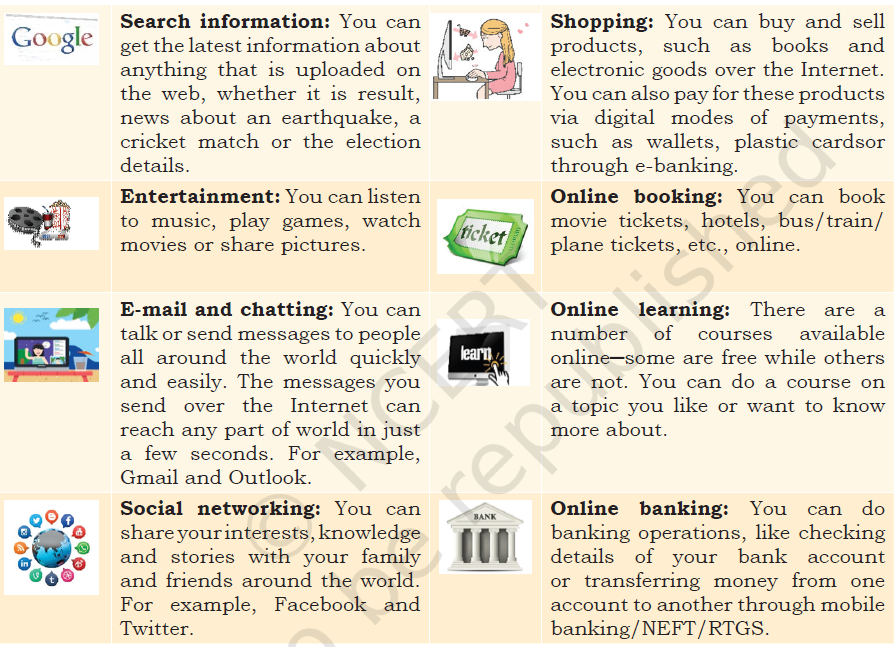 Google
Search information: You can
get the latest information about
anything that is uploaded on
the web, whether it is result,
news about an earthquake, a
cricket match or the election
details.
Shopping: You can buy and sell
products, such as books and
electronic goods over the Internet.
You can also pay for these products
via digital modes of payments,
such as wallets, plastic cardsor
through e-banking.
Entertainment: You can listen
to music, play games, watch
movies or share pictures.
ticket
Online booking: You can book
movie tickets, hotels, bus/train/
plane tickets, etc., online.
E-mail and chatting: You can
talk or send messages to people
all around the world quickly
and easily. The messages you
send over the Internet can
reach any part of world in just
a few seconds. For example,
Gmail and Outlook.
learn
Online learning: There are a
number of courses available
online—some are free while others
are not. You can do a course on
a topic you like or want to know
more about.
Social networking: You can
share your interests, knowledge
and stories with your family
and friends around the world.
For example, Facebook and
Twitter.
BANK
Online banking: You can do
banking operations, like checking
details of your bank account
or transferring money from one
account to another through mobile
banking/NEFT/RTGS.
© NCERT
o be republished